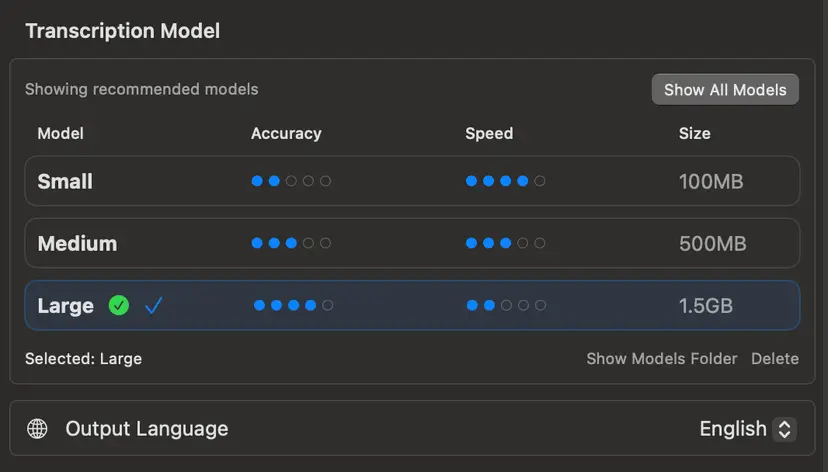 Transcription Model
Showing recommended models Show All Models
Model Accuracy Speed Size
Small 100MB
Medium 500MB
Large 1.5GB
Selected: Large Show Models Folder Delete
Output Language English